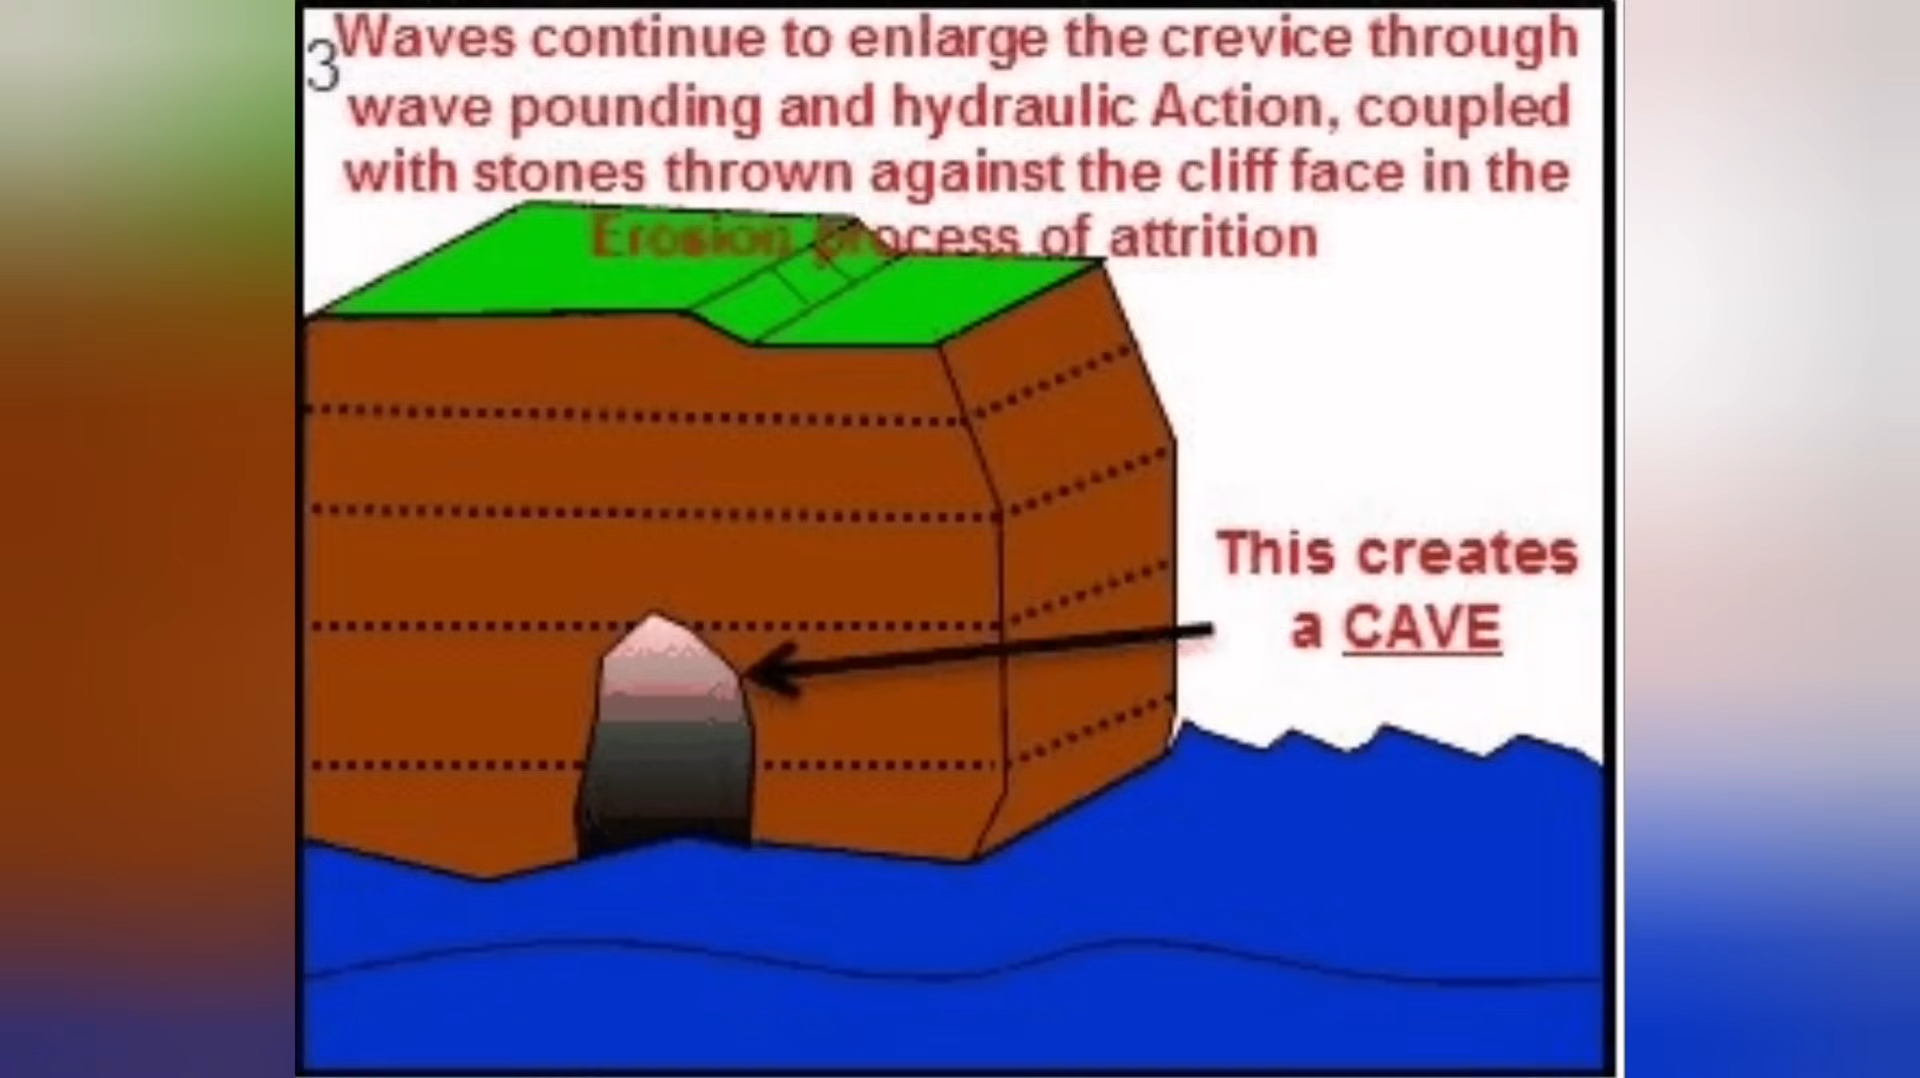 3
Waves continue to enlarge the crevice through
wave pounding and hydraulic Action, coupled
with stones thrown against the cliff face in the
Erosion process of attrition
This creates
a CAVE